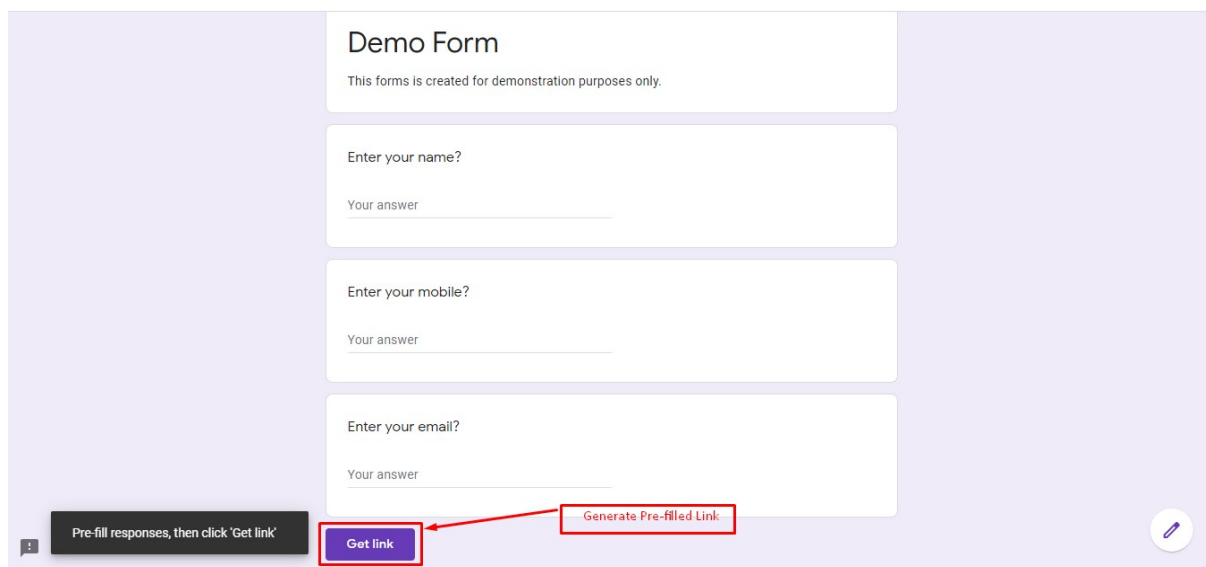 Demo Form
This forms is created for demonstration purposes only.
Enter your name?
Your answer
Enter your mobile?
Your answer
Enter your email?
Your answer
Generate Pre-filled Link
Pre-fill responses, then click 'Get link'
Get link